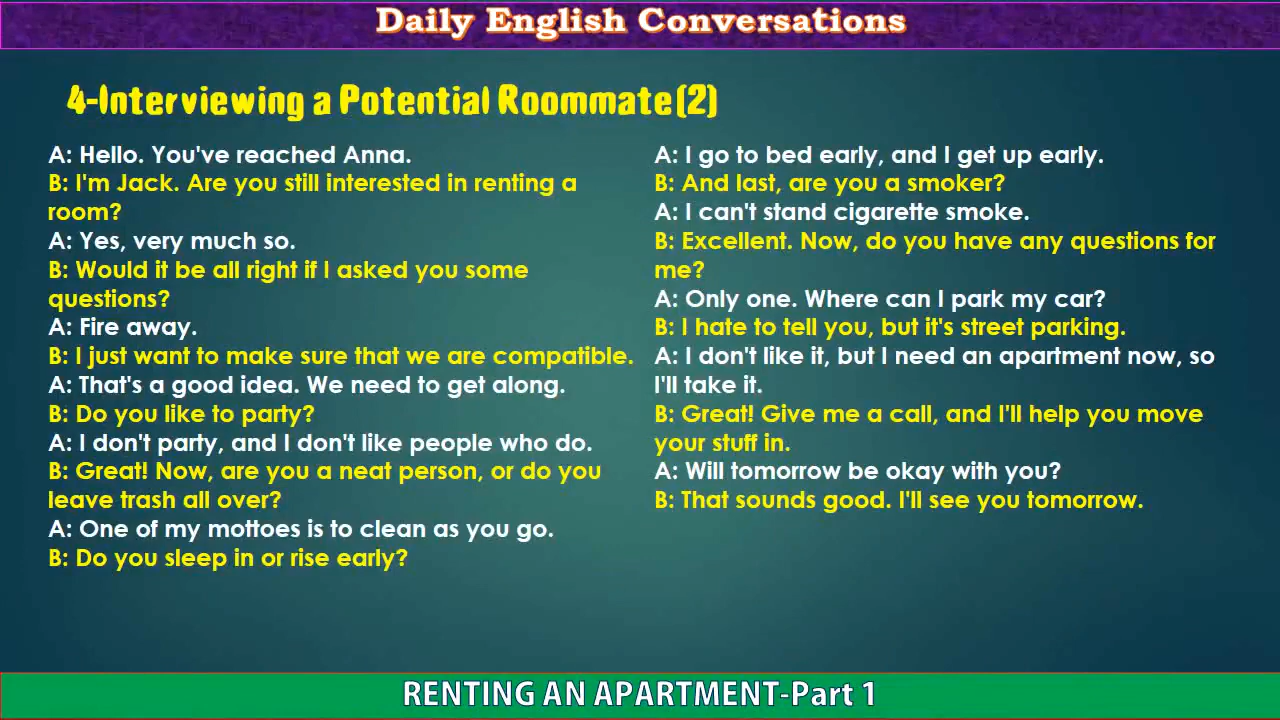 Daily English Conversations
4-Interviewing a Potential Roommate(2)
A: Hello. You've reached Anna.
B: I'm Jack. Are you still interested in renting a
room?
A: Yes, very much so.
B: Would it be all right if I asked you some
questions?
A: Fire away.
B: I just want to make sure that we are compatible.
A: That's a good idea. We need to get along.
B: Do you like to party?
A: I don't party, and I don't like people who do.
B: Great! Now, are you a neat person, or do you
leave trash all over?
A: One of my mottoes is to clean as you go.
B: Do you sleep in or rise early?
A: I go to bed early, and I get up early.
B: And last, are you a smoker?
A: I can't stand cigarette smoke.
B: Excellent. Now, do you have any questions for
me?
A: Only one. Where can I park my car?
B: I hate to tell you, but it's street parking.
A: I don't like it, but I need an apartment now, so
I'll take it.
B: Great! Give me a call, and I'll help you move
your stuff in.
A: Will tomorrow be okay with you?
B: That sounds good. I'll see you tomorrow.
RENTING AN APARTMENT-Part 1